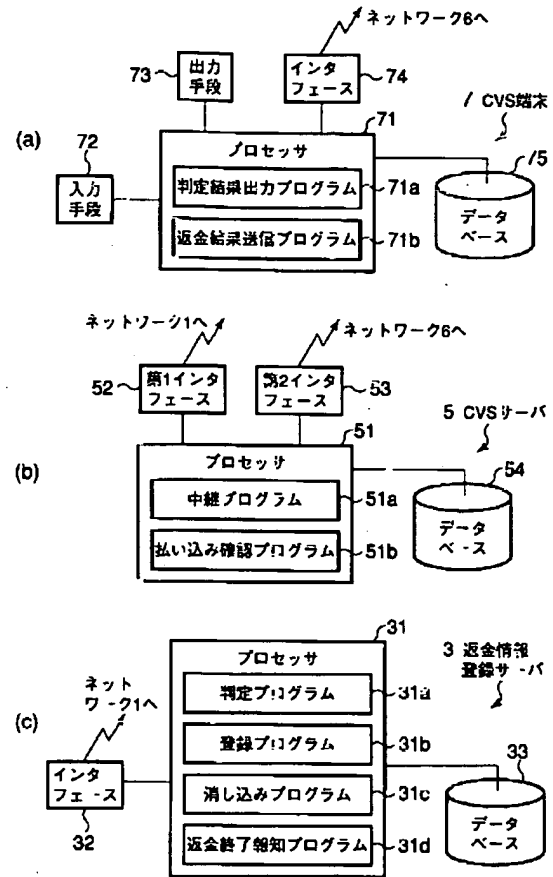 ネットワーク6へ
73
出力
手段
インタ
フェース
74
71
7 CVS端末
(a)
72
入力
手段
プロセッサ
判定結果出力プログラム
71a
返金結果送信プログラム
71b
75
データ
ベース
ネットワーク1へ
ネットワーク6へ
52
第1インタ
フェース
第2インタ
フェース
53
51
5 CVSサーバ
(b)
プロセッサ
中継プログラム
51a
払い込み確認プログラム
51b
54
データ
ベース
31
3 返金情報
登録サーバ
(c)
ネット
ワーク1へ
インタ
フェース
32
プロセッサ
判定プログラム
31a
登録プログラム
31b
消し込みプログラム
31c
返金終了報知プログラム
31d
33
データ
ベース